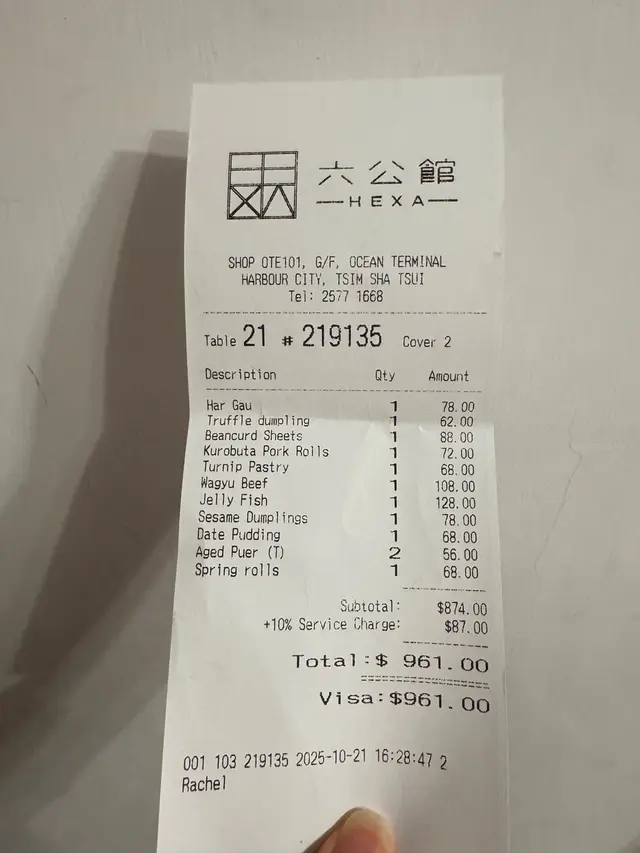 六公館
HEXA
SHOP OTE101, G/F, OCEAN TERMINAL
HARBOUR CITY, TSIM SHA TSUI
Tel: 2577 1668
Table 21 # 219135 Cover 2
Description Qty Amount
Har Gau 1 78.00
Truffle dumpling 1 62.00
Beancurd Sheets 1 88.00
Kurobuta Pork Rolls 1 72.00
Turnip Pastry 1 68.00
Wagyu Beef 1 108.00
Jelly Fish 1 128.00
Sesame Dumplings 1 78.00
Date Pudding 1 68.00
Aged Puer (T) 2 56.00
Spring rolls 1 68.00
Subtotal: $874.00
+10% Service Charge: $87.00
Total:$ 961.00
Visa:$961.00
001 103 219135 2025-10-21 16:28:47 2
Rachel